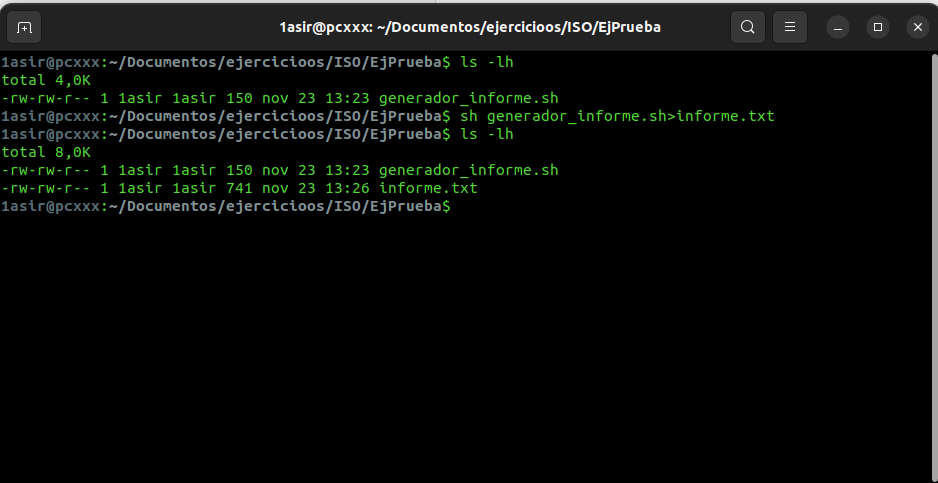 1asir@pcxxx: ~/Documentos/ejercicioos/ISO/EjPrueba
1asir@pcxxx:~/Documentos/ejercicioos/ISO/EjPrueba$ ls -lh
total 4,0K
-rw-rw-r-- 1 1asir 1asir 150 nov 23 13:23 generador_informe.sh
1asir@pcxxx:~/Documentos/ejercicioos/ISO/EjPrueba$ sh generador_informe.sh>informe.txt
1asir@pcxxx:~/Documentos/ejercicioos/ISO/EjPrueba$ ls -lh
total 8,0K
-rw-rw-r-- 1 1asir 1asir 150 nov 23 13:23 generador_informe.sh
-rw-rw-r-- 1 1asir 1asir 741 nov 23 13:26 informe.txt
1asir@pcxxx:~/Documentos/ejercicioos/ISO/EjPrueba$